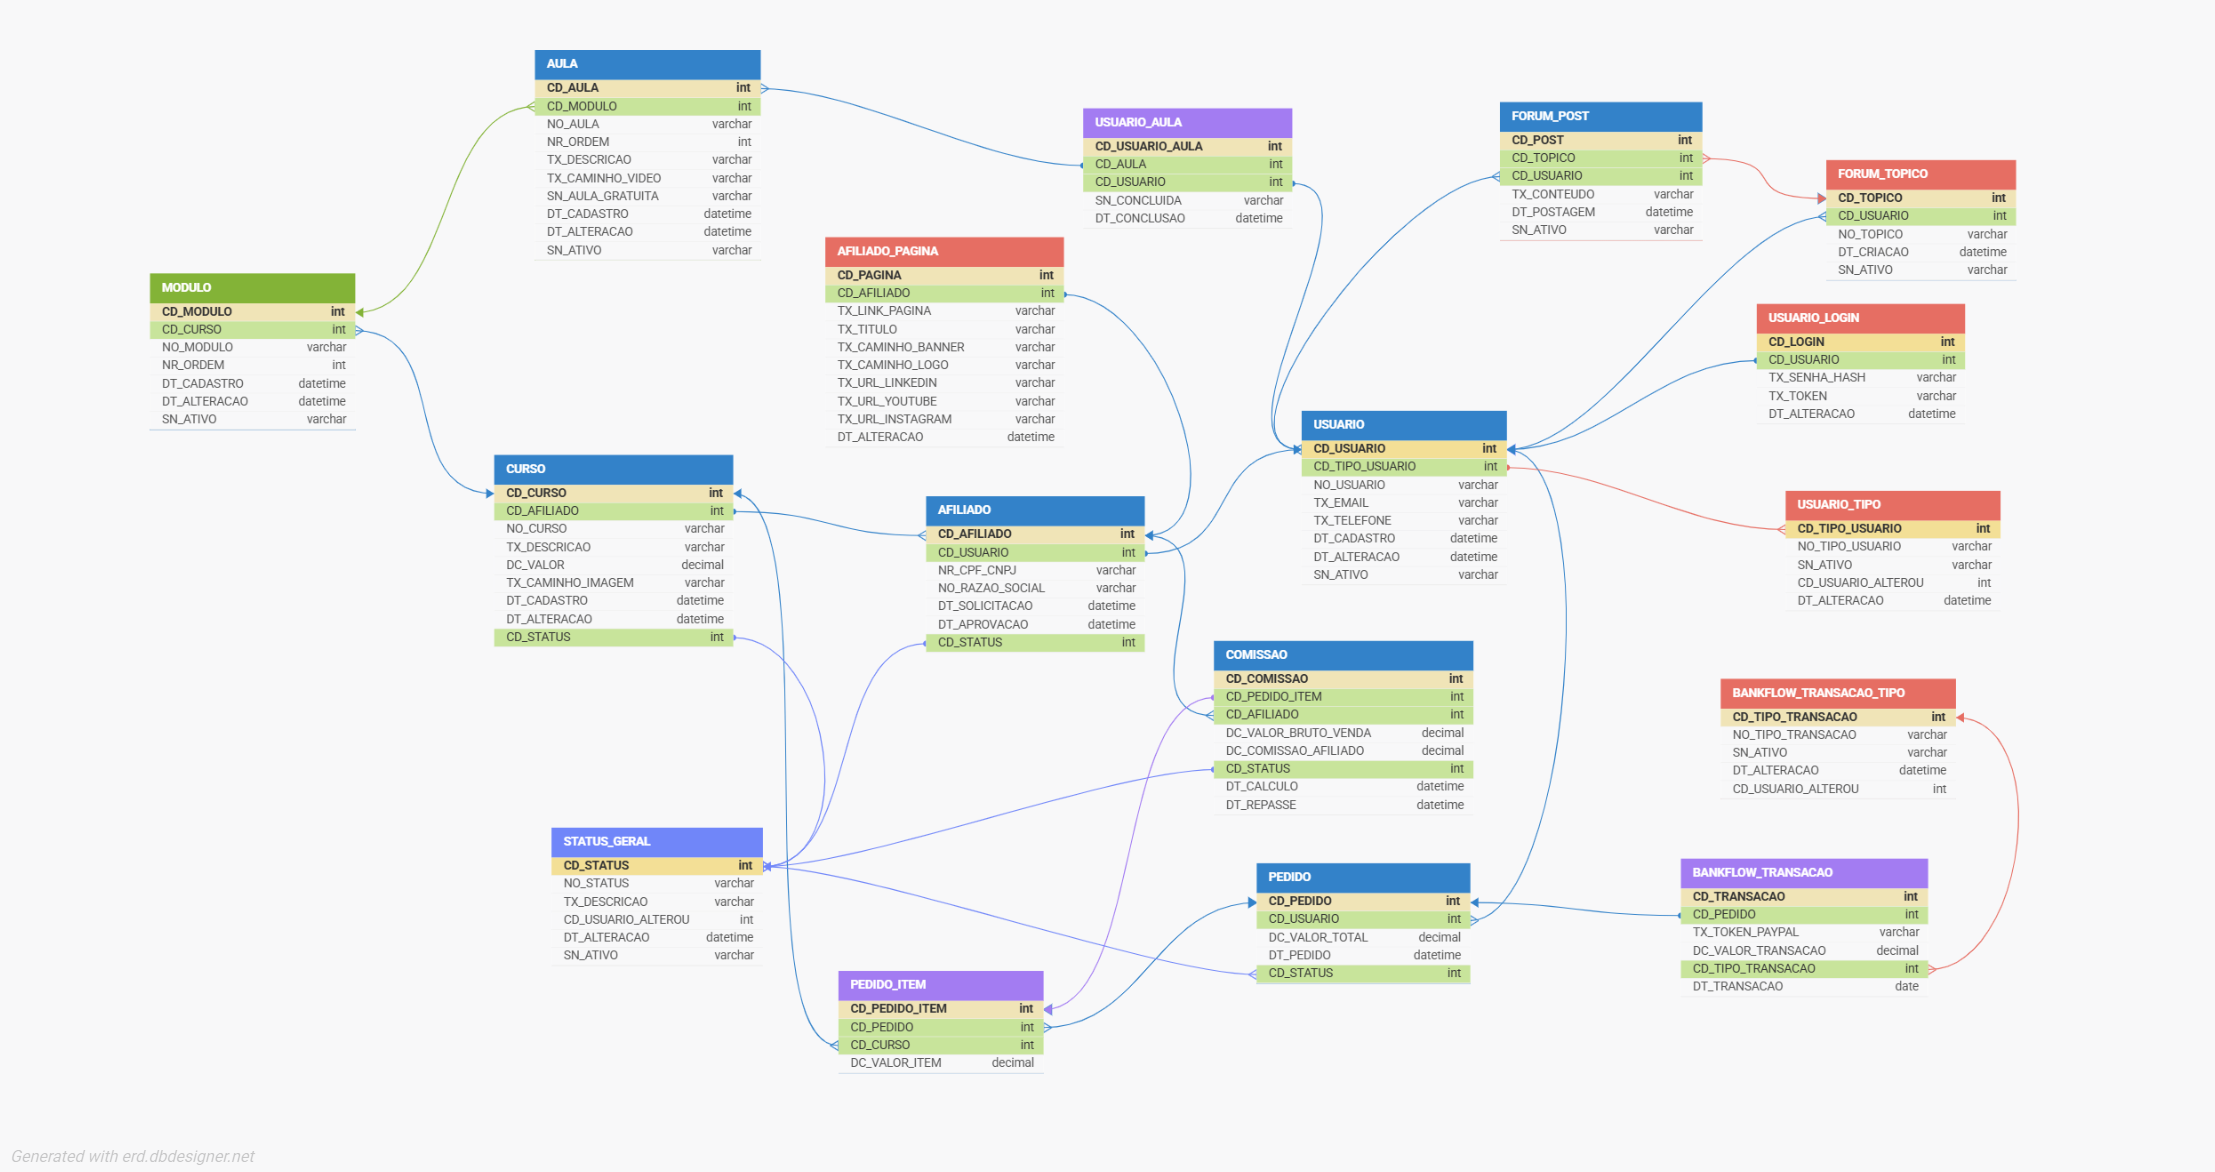 AULA
CD_AULA int
CD_MODULO int
NO_AULA varchar
NR_ORDEM int
TX_DESCRICAO varchar
TX_CAMINHO_VIDEO varchar
SN_AULA_GRATUITA varchar
DT_CADASTRO datetime
DT_ALTERACAO datetime
SN_ATIVO varchar
USUARIO_AULA
CD_USUARIO_AULA int
CD_AULA int
CD_USUARIO int
SN_CONCLUIDA varchar
DT_CONCLUSAO datetime
FORUM_POST
CD_POST int
CD_TOPICO int
CD_USUARIO int
TX_CONTEUDO varchar
DT_POSTAGEM datetime
SN_ATIVO varchar
FORUM_TOPICO
CD_TOPICO int
CD_USUARIO int
NO_TOPICO varchar
DT_CRIACAO datetime
SN_ATIVO varchar
AFILIADO_PAGINA
CD_PAGINA int
CD_AFILIADO int
TX_LINK_PAGINA varchar
TX_TITULO varchar
TX_CAMINHO_BANNER varchar
TX_CAMINHO_LOGO varchar
TX_URL_LINKEDIN varchar
TX_URL_YOUTUBE varchar
TX_URL_INSTAGRAM varchar
DT_ALTERACAO datetime
MODULO
CD_MODULO int
CD_CURSO int
NO_MODULO varchar
NR_ORDEM int
DT_CADASTRO datetime
DT_ALTERACAO datetime
SN_ATIVO varchar
USUARIO_LOGIN
CD_LOGIN int
CD_USUARIO int
TX_SENHA_HASH varchar
TX_TOKEN varchar
DT_ALTERACAO datetime
USUARIO
CD_USUARIO int
CD_TIPO_USUARIO int
NO_USUARIO varchar
TX_EMAIL varchar
TX_TELEFONE varchar
DT_CADASTRO datetime
DT_ALTERACAO datetime
SN_ATIVO varchar
CURSO
CD_CURSO int
CD_AFILIADO int
NO_CURSO varchar
TX_DESCRICAO varchar
DC_VALOR decimal
TX_CAMINHO_IMAGEM varchar
DT_CADASTRO datetime
DT_ALTERACAO datetime
CD_STATUS int
AFILIADO
CD_AFILIADO int
CD_USUARIO int
NR_CPF_CNPJ varchar
NO_RAZAO_SOCIAL varchar
DT_SOLICITACAO datetime
DT_APROVACAO datetime
CD_STATUS int
USUARIO_TIPO
CD_TIPO_USUARIO int
NO_TIPO_USUARIO varchar
SN_ATIVO varchar
CD_USUARIO_ALTEROU int
DT_ALTERACAO datetime
COMISSAO
CD_COMISSAO int
CD_PEDIDO_ITEM int
CD_AFILIADO int
DC_VALOR_BRUTO_VENDA decimal
DC_COMISSAO_AFILIADO decimal
CD_STATUS int
DT_CALCULO datetime
DT_REPASSE datetime
BANKFLOW_TRANSACAO_TIPO
CD_TIPO_TRANSACAO int
NO_TIPO_TRANSACAO varchar
SN_ATIVO varchar
DT_ALTERACAO datetime
CD_USUARIO_ALTEROU int
STATUS_GERAL
CD_STATUS int
NO_STATUS varchar
TX_DESCRICAO varchar
CD_USUARIO_ALTEROU int
DT_ALTERACAO datetime
SN_ATIVO varchar
PEDIDO
CD_PEDIDO int
CD_USUARIO int
DC_VALOR_TOTAL decimal
DT_PEDIDO datetime
CD_STATUS int
BANKFLOW_TRANSACAO
CD_TRANSACAO int
CD_PEDIDO int
TX_TOKEN_PAYPAL varchar
DC_VALOR_TRANSACAO decimal
CD_TIPO_TRANSACAO int
DT_TRANSACAO date
PEDIDO_ITEM
CD_PEDIDO_ITEM int
CD_PEDIDO int
CD_CURSO int
DC_VALOR_ITEM decimal
Generated with erd.dbdesigner.net